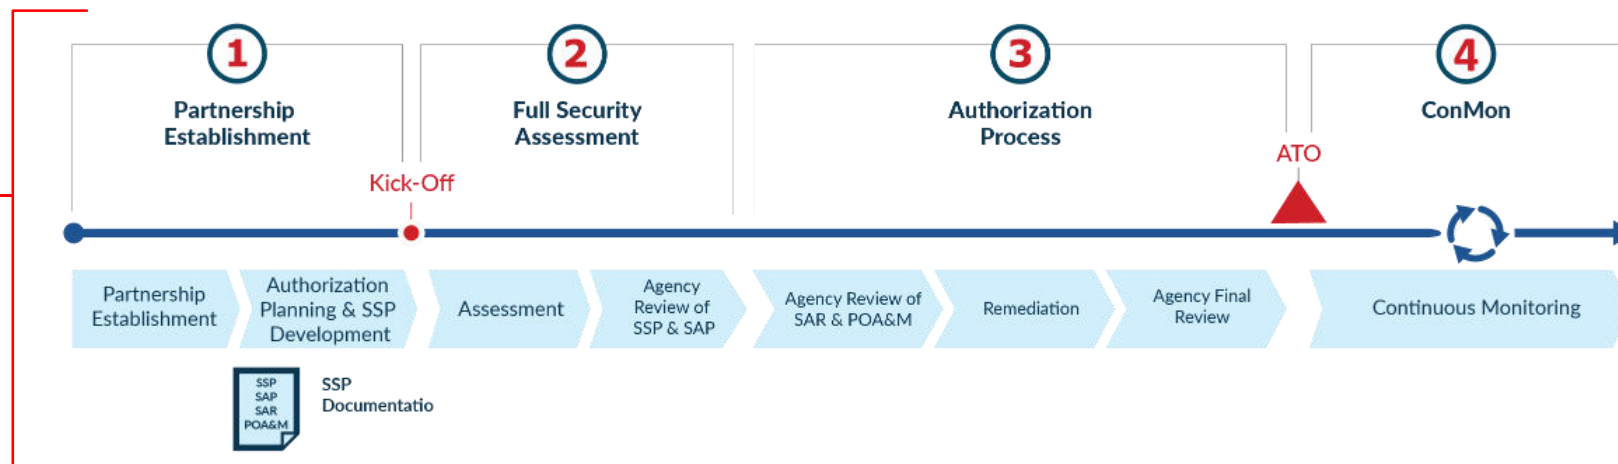 1
Partnership
Establishment
2
Full Security
Assessment
3
Authorization
Process
4
ConMon
Kick-Off
ATO
Partnership
Establishment
Authorization
Planning & SSP
Development
Assessment
Agency
Review of
SSP & SAP
Agency Review of
SAR & POA&M
Remediation
Agency Final
Review
Continuous Monitoring
SSP
SAP
SAR
POA&M
SSP
Documentatio